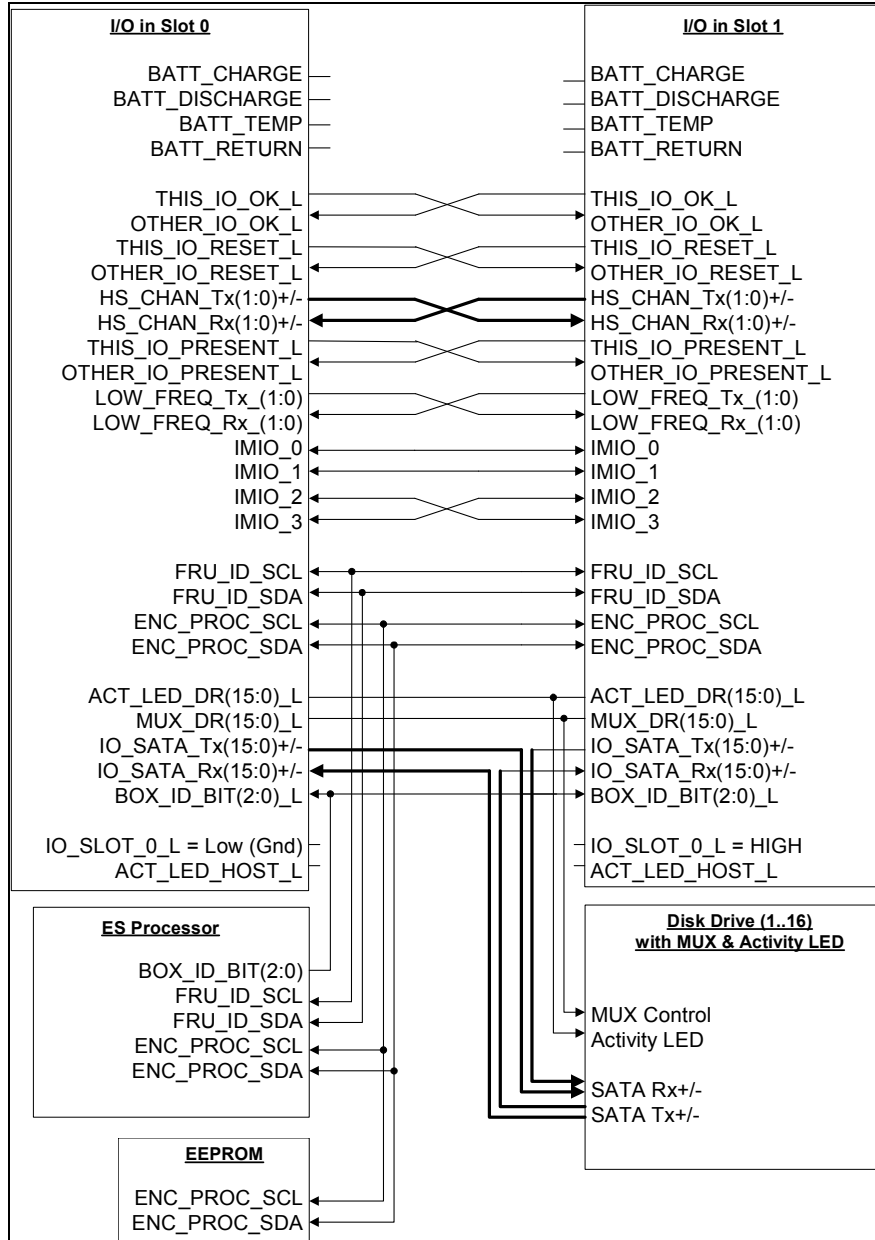 I/O in Slot 0
BATT_CHARGE
BATT_DISCHARGE
BATT_TEMP
BATT_RETURN
THIS_IO_OK_L
OTHER_IO_OK_L
THIS_IO_RESET_L
OTHER_IO_RESET_L
HS_CHAN_Tx(1:0)+/-
HS_CHAN_Rx(1:0)+/-
THIS_IO_PRESENT_L
OTHER_IO_PRESENT_L
LOW_FREQ_Tx_(1:0)
LOW_FREQ_Rx_(1:0)
IMIO_0
IMIO_1
IMIO_2
IMIO_3
FRU_ID_SCL
FRU_ID_SDA
ENC_PROC_SCL
ENC_PROC_SDA
ACT_LED_DR(15:0)_L
MUX_DR(15:0)_L
IO_SATA_Tx(15:0)+/-
IO_SATA_Rx(15:0)+/-
BOX_ID_BIT(2:0)_L
IO_SLOT_0_L = Low (Gnd)
ACT_LED_HOST_L
I/O in Slot 1
BATT_CHARGE
BATT_DISCHARGE
BATT_TEMP
BATT_RETURN
THIS_IO_OK_L
OTHER_IO_OK_L
THIS_IO_RESET_L
OTHER_IO_RESET_L
HS_CHAN_Tx(1:0)+/-
HS_CHAN_Rx(1:0)+/-
THIS_IO_PRESENT_L
OTHER_IO_PRESENT_L
LOW_FREQ_Tx_(1:0)
LOW_FREQ_Rx_(1:0)
IMIO_0
IMIO_1
IMIO_2
IMIO_3
FRU_ID_SCL
FRU_ID_SDA
ENC_PROC_SCL
ENC_PROC_SDA
ACT_LED_DR(15:0)_L
MUX_DR(15:0)_L
IO_SATA_Tx(15:0)+/-
IO_SATA_Rx(15:0)+/-
BOX_ID_BIT(2:0)_L
IO_SLOT_0_L = HIGH
ACT_LED_HOST_L
ES Processor
BOX_ID_BIT(2:0)
FRU_ID_SCL
FRU_ID_SDA
ENC_PROC_SCL
ENC_PROC_SDA
Disk Drive (1..16)
with MUX & Activity LED
MUX Control
Activity LED
SATA Rx+/-
SATA Tx+/-
EEPROM
ENC_PROC_SCL
ENC_PROC_SDA